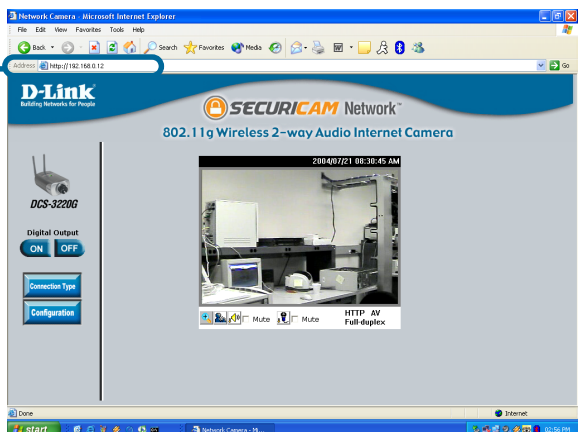 Network Camera - Microsoft Internet Explorer
File Edit View Favorites Tools Help
Back Search Favorites Media
Address http://192.168.0.12 Go
D-Link
Building Networks for People
SECURICAM Network™
802.11g Wireless 2-way Audio Internet Camera
2004/07/21 08:30:45 AM
DCS-3220G
Digital Output
ON OFF
Connection Type
Configuration
Mute Mute HTTP AV
Full-duplex
Done Internet
start Network Camera - Mi... 02:56 PM